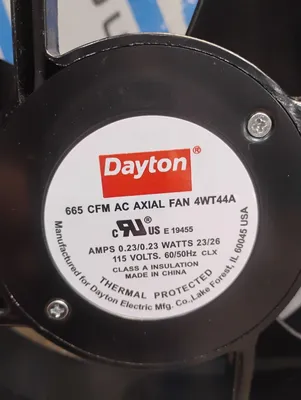 Dayton
665 CFM AC AXIAL FAN 4WT44A
c UR US E 19455
AMPS 0.23/0.23 WATTS 23/26
115 VOLTS. 60/50Hz CLX
CLASS A INSULATION
MADE IN CHINA
THERMAL PROTECTED
Manufactured for Dayton Electric Mfg. Co., Lake Forest, IL 60045 USA